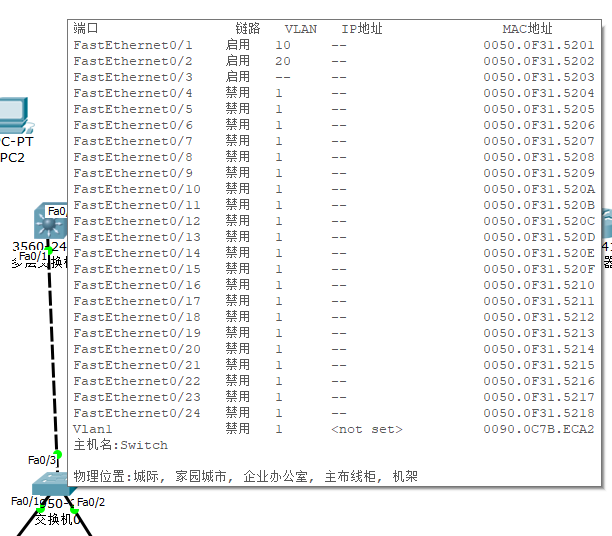 端口 链路 VLAN IP地址 MAC地址
FastEthernet0/1 启用 10 -- 0050.0F31.5201
FastEthernet0/2 启用 20 -- 0050.0F31.5202
FastEthernet0/3 启用 -- -- 0050.0F31.5203
FastEthernet0/4 禁用 1 -- 0050.0F31.5204
FastEthernet0/5 禁用 1 -- 0050.0F31.5205
FastEthernet0/6 禁用 1 -- 0050.0F31.5206
FastEthernet0/7 禁用 1 -- 0050.0F31.5207
FastEthernet0/8 禁用 1 -- 0050.0F31.5208
FastEthernet0/9 禁用 1 -- 0050.0F31.5209
FastEthernet0/10 禁用 1 -- 0050.0F31.520A
FastEthernet0/11 禁用 1 -- 0050.0F31.520B
FastEthernet0/12 禁用 1 -- 0050.0F31.520C
FastEthernet0/13 禁用 1 -- 0050.0F31.520D
FastEthernet0/14 禁用 1 -- 0050.0F31.520E
FastEthernet0/15 禁用 1 -- 0050.0F31.520F
FastEthernet0/16 禁用 1 -- 0050.0F31.5210
FastEthernet0/17 禁用 1 -- 0050.0F31.5211
FastEthernet0/18 禁用 1 -- 0050.0F31.5212
FastEthernet0/19 禁用 1 -- 0050.0F31.5213
FastEthernet0/20 禁用 1 -- 0050.0F31.5214
FastEthernet0/21 禁用 1 -- 0050.0F31.5215
FastEthernet0/22 禁用 1 -- 0050.0F31.5216
FastEthernet0/23 禁用 1 -- 0050.0F31.5217
FastEthernet0/24 禁用 1 -- 0050.0F31.5218
Vlan1 禁用 1 <not set> 0090.0C7B.ECA2
主机名:Switch
物理位置:城际, 家园城市, 企业办公室, 主布线柜, 机架
C-PT
PC2
Fa0/
3560-24
Fa0/1
多层交换机
Fa0/3
Fa0/1
Fa0/2
交换机0